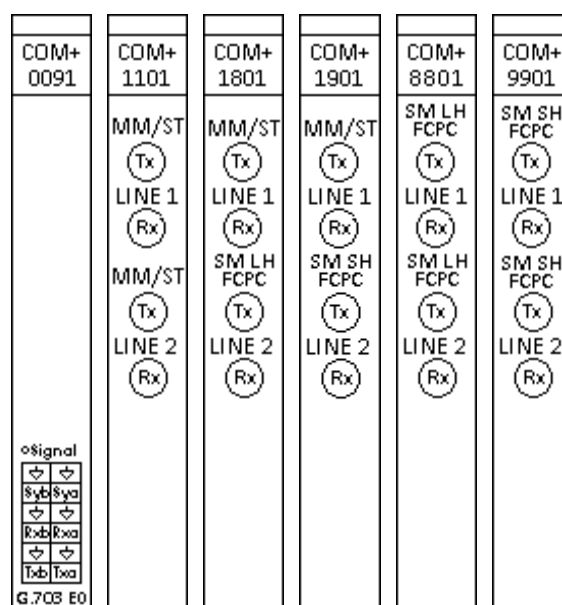 COM+
0091
oSignal
Syb Sya
Rxb Rxa
Txb Txa
G.703 E0
COM+
1101
MM/ST
Tx
LINE 1
Rx
MM/ST
Tx
LINE 2
Rx
COM+
1801
MM/ST
Tx
LINE 1
Rx
SM LH
FCPC
Tx
LINE 2
Rx
COM+
1901
MM/ST
Tx
LINE 1
Rx
SM SH
FCPC
Tx
LINE 2
Rx
COM+
8801
SM LH
FCPC
Tx
LINE 1
Rx
SM LH
FCPC
Tx
LINE 2
Rx
COM+
9901
SM SH
FCPC
Tx
LINE 1
Rx
SM SH
FCPC
Tx
LINE 2
Rx